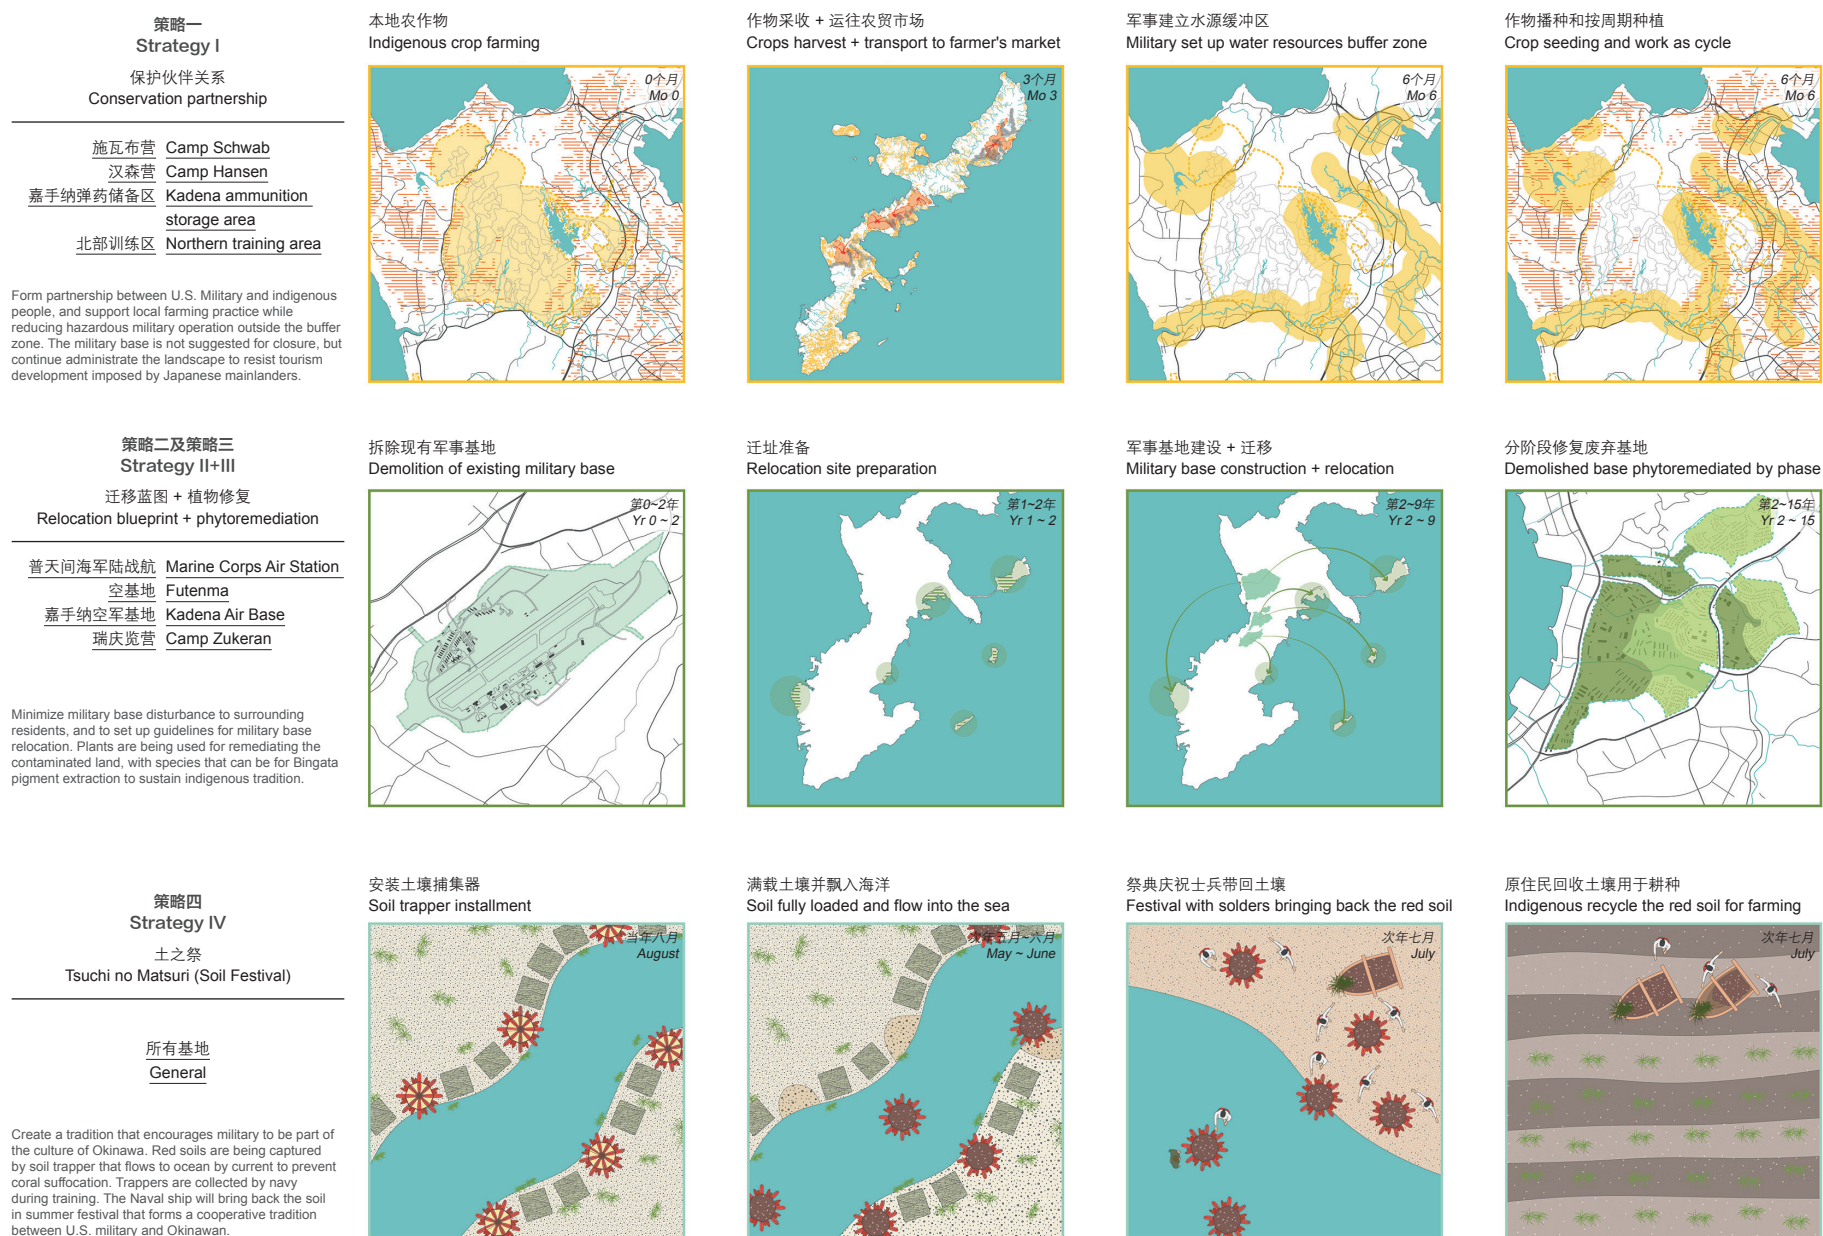 策略一
Strategy I
保护伙伴关系
Conservation partnership
施瓦布营 Camp Schwab
汉森营 Camp Hansen
嘉手纳弹药储备区 Kadena ammunition
storage area
北部训练区 Northern training area
Form partnership between U.S. Military and indigenous
people, and support local farming practice while
reducing hazardous military operation outside the buffer
zone. The military base is not suggested for closure, but
continue administrate the landscape to resist tourism
development imposed by Japanese mainlanders.
本地农作物
Indigenous crop farming
0个月
Mo 0
作物采收 + 运往农贸市场
Crops harvest + transport to farmer's market
3个月
Mo 3
军事建立水源缓冲区
Military set up water resources buffer zone
6个月
Mo 6
作物播种和按周期种植
Crop seeding and work as cycle
6个月
Mo 6
策略二及策略三
Strategy II+III
迁移蓝图 + 植物修复
Relocation blueprint + phytoremediation
普天间海军陆战航 Marine Corps Air Station
空基地 Futenma
嘉手纳空军基地 Kadena Air Base
瑞庆览营 Camp Zukeran
Minimize military base disturbance to surrounding
residents, and to set up guidelines for military base
relocation. Plants are being used for remediating the
contaminated land, with species that can be for Bingata
pigment extraction to sustain indigenous tradition.
拆除现有军事基地
Demolition of existing military base
第0~2年
Yr 0 ~ 2
迁址准备
Relocation site preparation
第1~2年
Yr 1 ~ 2
军事基地建设 + 迁移
Military base construction + relocation
第2~9年
Yr 2 ~ 9
分阶段修复废弃基地
Demolished base phytoremediated by phase
第2~15年
Yr 2 ~ 15
策略四
Strategy IV
土之祭
Tsuchi no Matsuri (Soil Festival)
所有基地
General
Create a tradition that encourages military to be part of
the culture of Okinawa. Red soils are being captured
by soil trapper that flows to ocean by current to prevent
coral suffocation. Trappers are collected by navy
during training. The Naval ship will bring back the soil
in summer festival that forms a cooperative tradition
between U.S. military and Okinawan.
安装土壤捕集器
Soil trapper installment
当年八月
August
满载土壤并飘入海洋
Soil fully loaded and flow into the sea
次年五月~六月
May ~ June
祭典庆祝士兵带回土壤
Festival with solders bringing back the red soil
次年七月
July
原住民回收土壤用于耕种
Indigenous recycle the red soil for farming
次年七月
July